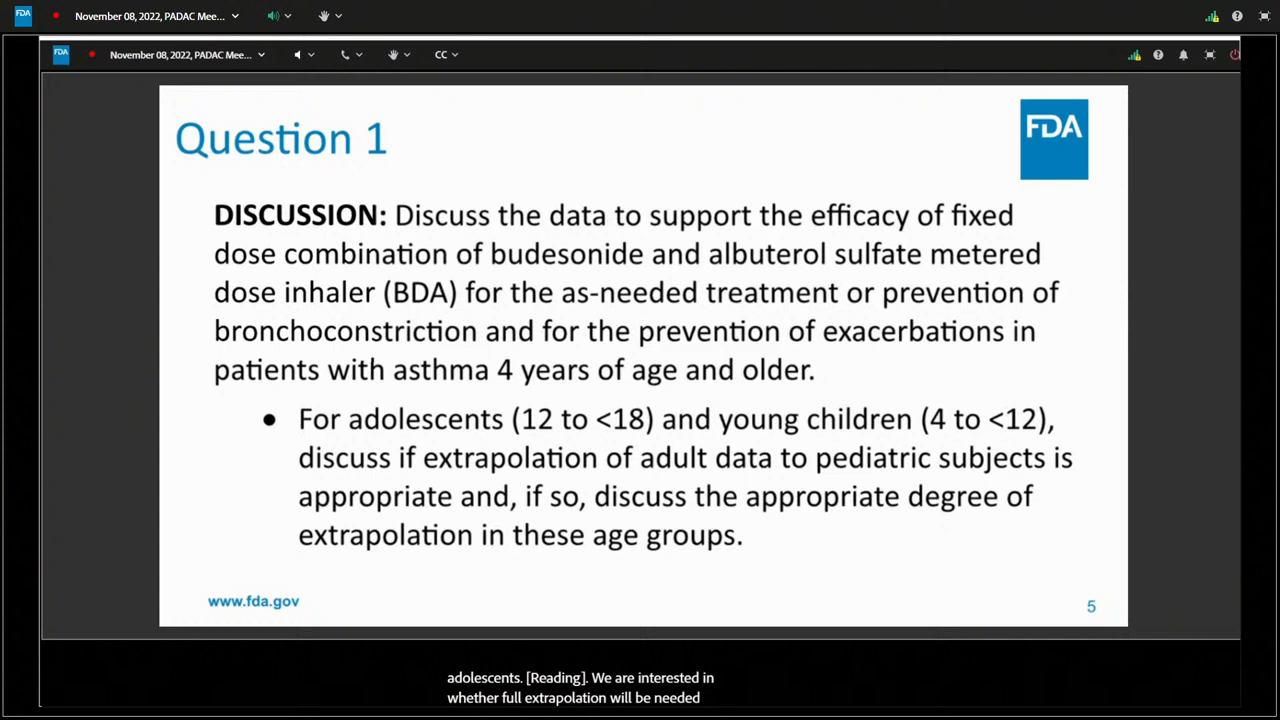 FDA
November 08, 2022, PADAC Mee...
FDA
November 08, 2022, PADAC Mee...
CC
Question 1
FDA
DISCUSSION: Discuss the data to support the efficacy of fixed
dose combination of budesonide and albuterol sulfate metered
dose inhaler (BDA) for the as-needed treatment or prevention of
bronchoconstriction and for the prevention of exacerbations in
patients with asthma 4 years of age and older.
● For adolescents (12 to <18) and young children (4 to <12),
discuss if extrapolation of adult data to pediatric subjects is
appropriate and, if so, discuss the appropriate degree of
extrapolation in these age groups.
www.fda.gov
5
adolescents. [Reading]. We are interested in
whether full extrapolation will be needed